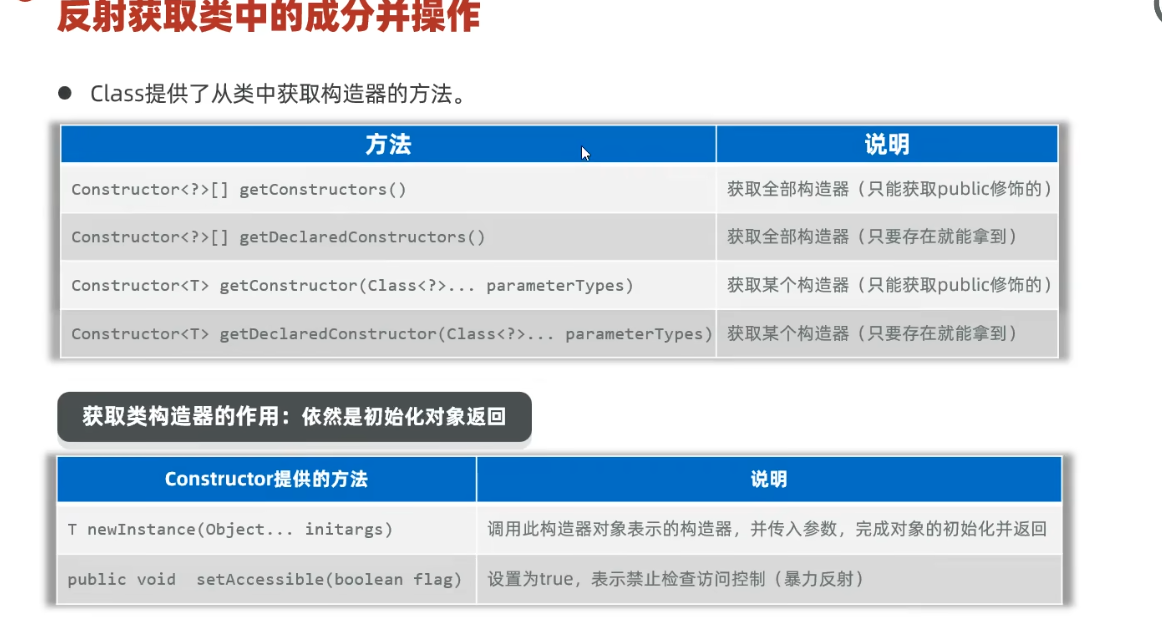 反射获取类中的成分并操作
● Class提供了从类中获取构造器的方法。
方法 说明
Constructor<?>[] getConstructors() 获取全部构造器（只能获取public修饰的）
Constructor<?>[] getDeclaredConstructors() 获取全部构造器（只要存在就能拿到）
Constructor<T> getConstructor(Class<?>... parameterTypes) 获取某个构造器（只能获取public修饰的）
Constructor<T> getDeclaredConstructor(Class<?>... parameterTypes) 获取某个构造器（只要存在就能拿到）
获取类构造器的作用：依然是初始化对象返回
Constructor提供的方法 说明
T newInstance(Object... initargs) 调用此构造器对象表示的构造器，并传入参数，完成对象的初始化并返回
public void  setAccessible(boolean flag) 设置为true，表示禁止检查访问控制（暴力反射）